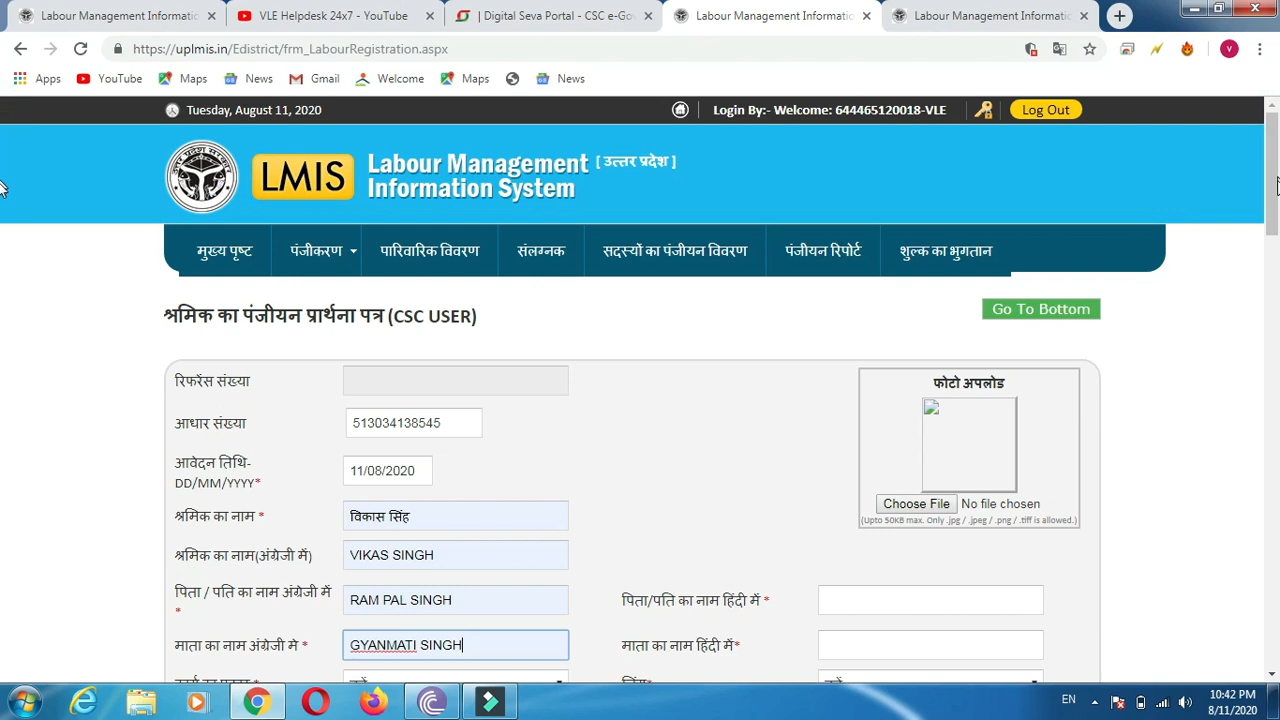 Labour Management Informatio
VLE Helpdesk 24x7 - YouTube
| Digital Seva Portal - CSC e-Gov
Labour Management Informatio
Labour Management Informatio
https://uplmis.in/Edistrict/frm_LabourRegistration.aspx
V
Apps
YouTube
Maps
News
Gmail
Welcome
Maps
News
Tuesday, August 11, 2020
Login By:- Welcome: 644465120018-VLE
Log Out
LMIS
Labour Management [ उत्तर प्रदेश ]
Information System
मुख्य पृष्ट
पंजीकरण
पारिवारिक विवरण
संलग्नक
सदस्यों का पंजीयन विवरण
पंजीयन रिपोर्ट
शुल्क का भुगतान
श्रमिक का पंजीयन प्रार्थना पत्र (CSC USER)
Go To Bottom
रिफरेंस संख्या
फोटो अपलोड
आधार संख्या
513034138545
आवेदन तिथि-
DD/MM/YYYY*
11/08/2020
Choose File No file chosen
(Upto 50KB max. Only .jpg / .jpeg / .png / .tiff is allowed.)
श्रमिक का नाम *
विकास सिंह
श्रमिक का नाम(अंग्रेजी में)
VIKAS SINGH
पिता / पति का नाम अंग्रेजी में
*
RAM PAL SINGH
पिता/पति का नाम हिंदी में *
माता का नाम अंग्रेजी मे *
GYANMATI SINGH
माता का नाम हिंदी में*
EN
10:42 PM
8/11/2020